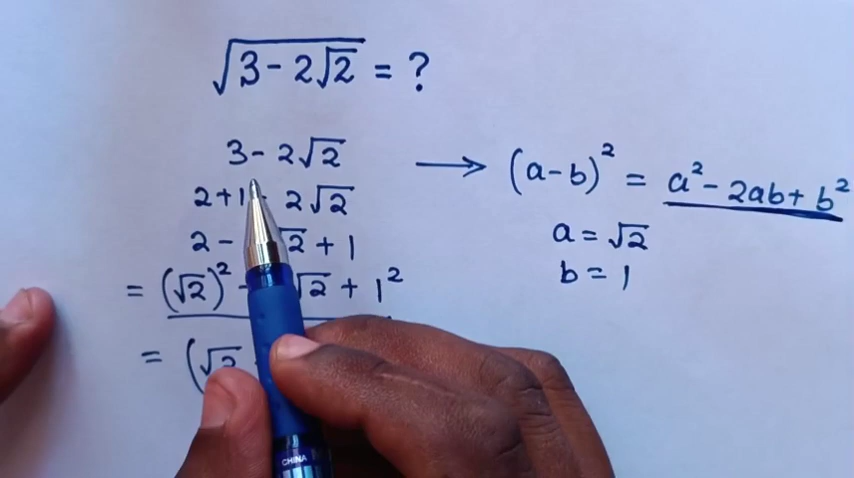 √(3 - 2√2) = ?
3 - 2√2 → (a-b)² = a² - 2ab + b²
2+1 - 2√2
a = √2
2 - √2 + 1
b = 1
= (√2)² - √2 + 1²
= (√2
CHINA